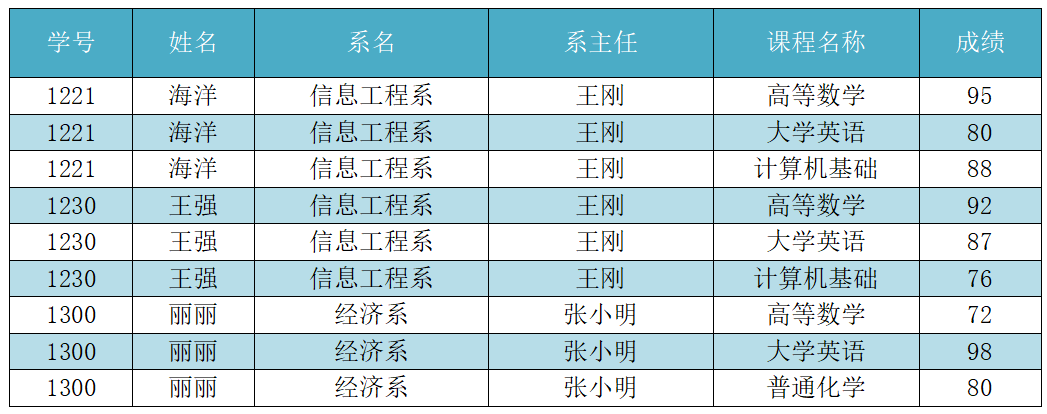 学号 姓名 系名 系主任 课程名称 成绩
1221 海洋 信息工程系 王刚 高等数学 95
1221 海洋 信息工程系 王刚 大学英语 80
1221 海洋 信息工程系 王刚 计算机基础 88
1230 王强 信息工程系 王刚 高等数学 92
1230 王强 信息工程系 王刚 大学英语 87
1230 王强 信息工程系 王刚 计算机基础 76
1300 丽丽 经济系 张小明 高等数学 72
1300 丽丽 经济系 张小明 大学英语 98
1300 丽丽 经济系 张小明 普通化学 80